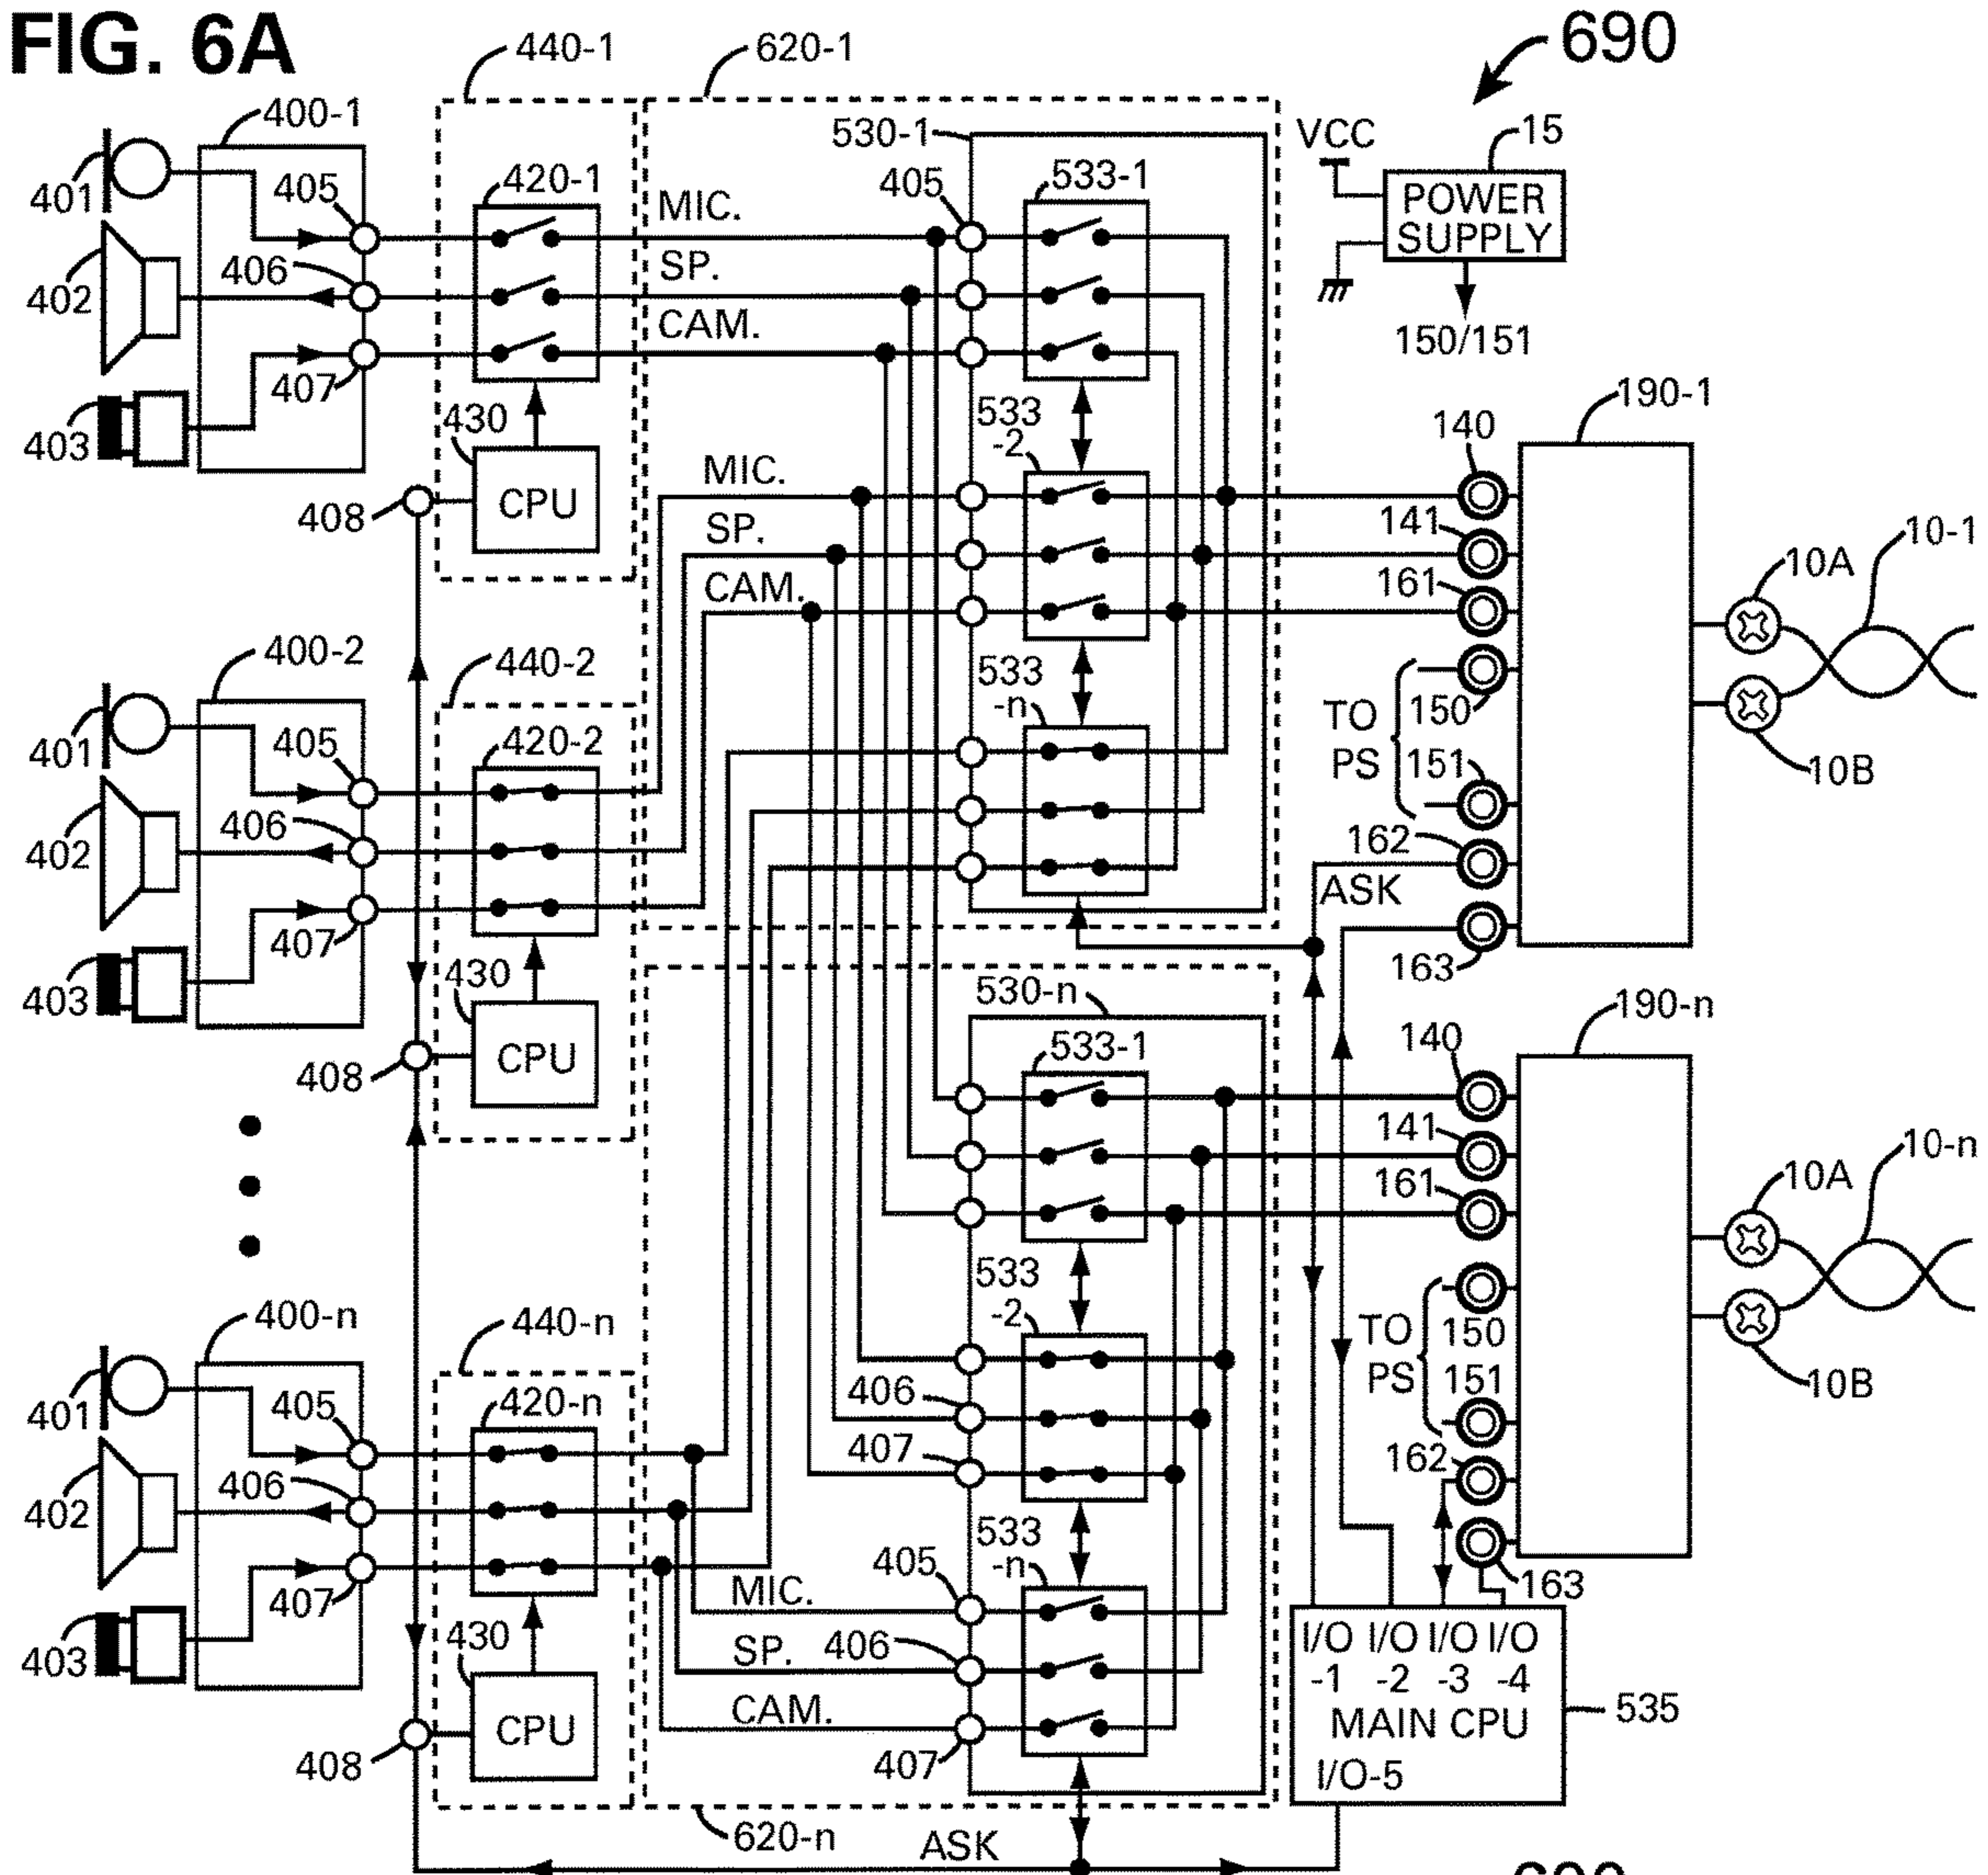 FIG. 6A
690
440-1
620-1
400-1
530-1
VCC
15
401
405
420-1
MIC.
405
533-1
POWER
SUPPLY
402
406
SP.
CAM.
150/151
407
403
430
533
-2
190-1
140
408
CPU
MIC.
141
10-1
SP.
10A
CAM.
161
400-2
440-2
533
-n
TO
PS
150
401
405
420-2
151
10B
402
406
162
ASK
407
163
403
430
530-n
190-n
408
CPU
533-1
140
141
10-n
161
10A
533
-2
400-n
440-n
TO
PS
150
401
405
420-n
406
151
10B
402
406
407
162
533
-n
407
MIC.
405
163
403
430
SP.
406
I/O I/O I/O I/O
-1 -2 -3 -4
CPU
CAM.
MAIN CPU
535
408
407
I/O-5
620-n
ASK
690